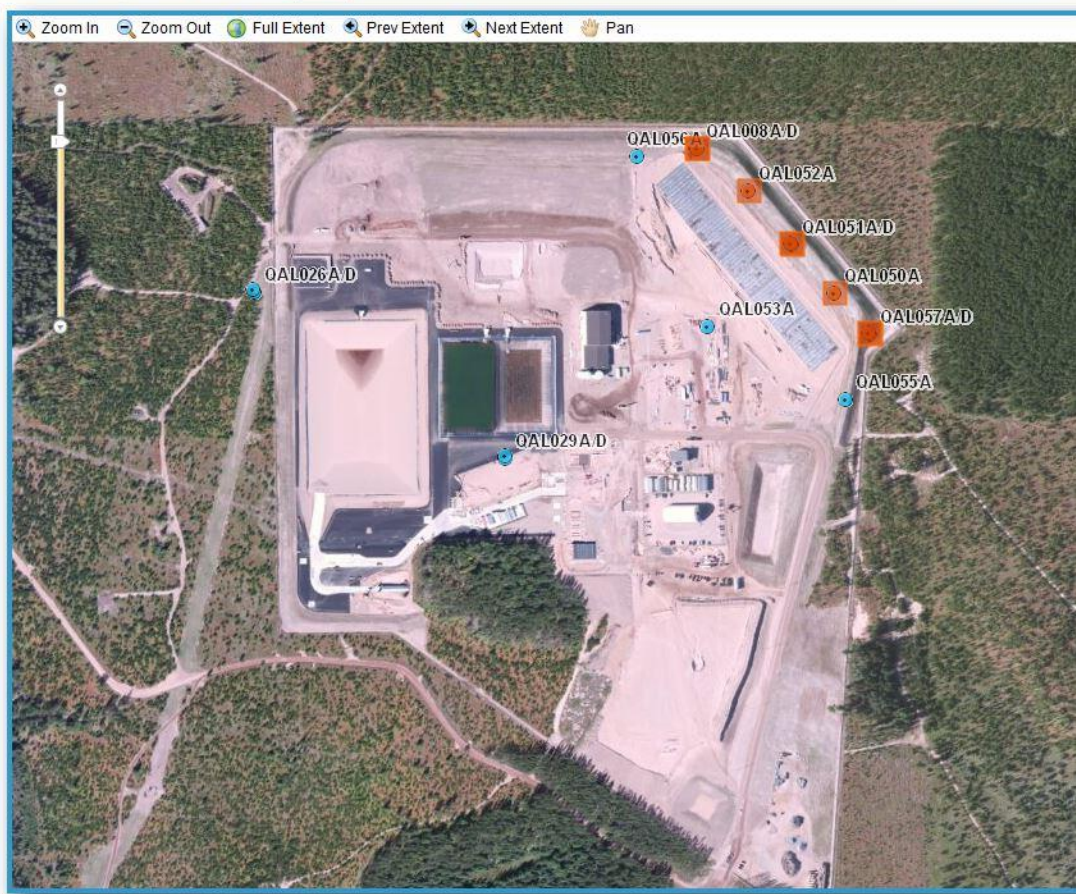 Zoom In Zoom Out Full Extent Prev Extent Next Extent Pan
QAL056A QAL008A/D
QAL052A
QAL051A/D
QAL050A
QAL026A/D
QAL053A
QAL057A/D
QAL055A
QAL029A/D